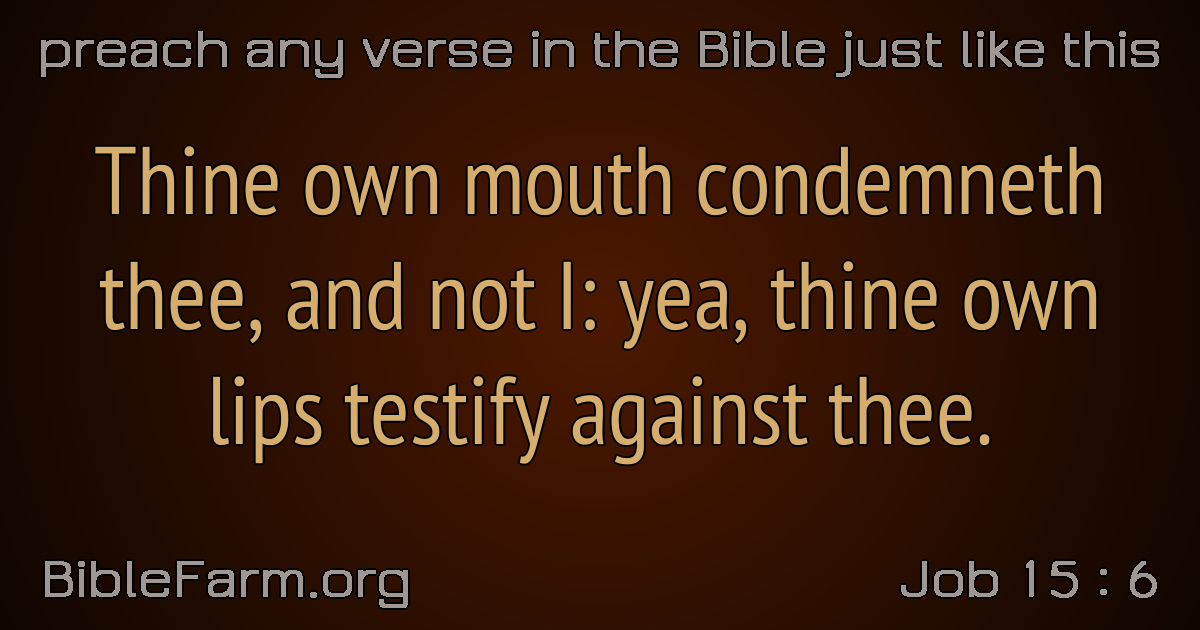 preach any verse in the Bible just like this
Thine own mouth condemneth
thee, and not I: yea, thine own
lips testify against thee.
BibleFarm.org
Job 15 : 6